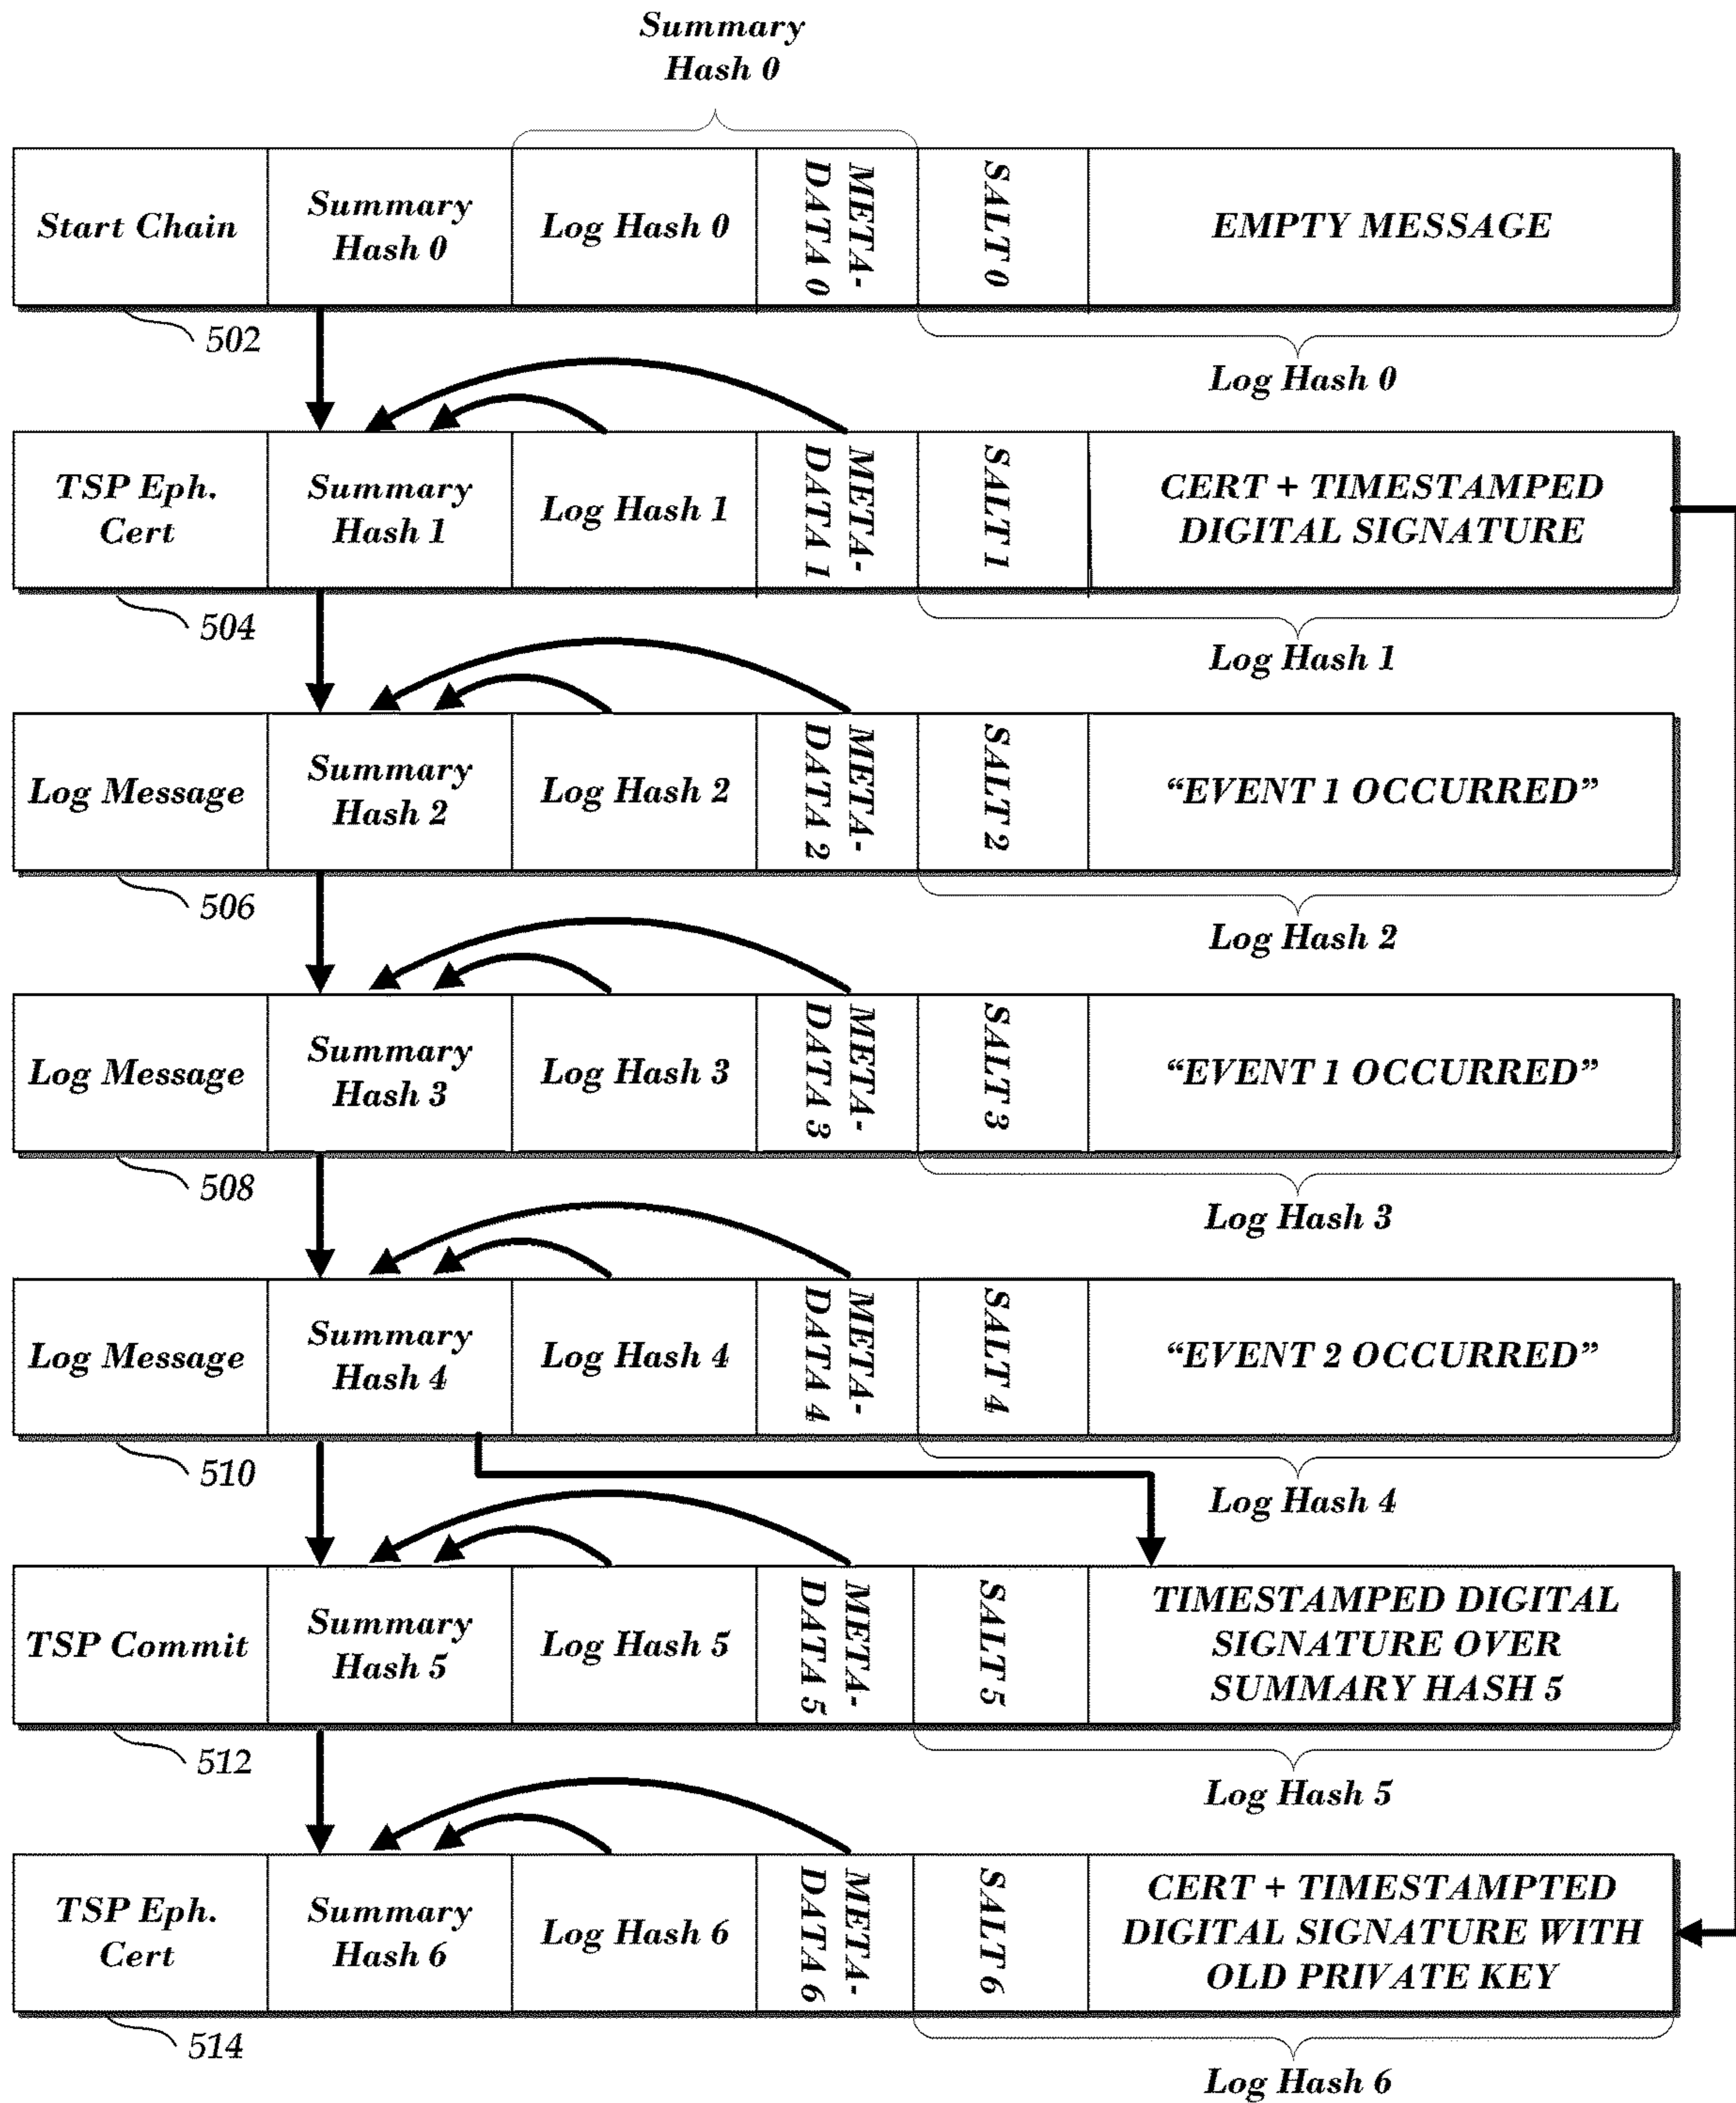 Summary
Hash 0
Start Chain
Summary
Hash 0
Log Hash 0
META-
DATA 0
SALT 0
EMPTY MESSAGE
502
Log Hash 0
TSP Eph.
Cert
Summary
Hash 1
Log Hash 1
META-
DATA 1
SALT 1
CERT + TIMESTAMPED
DIGITAL SIGNATURE
504
Log Hash 1
Log Message
Summary
Hash 2
Log Hash 2
META-
DATA 2
SALT 2
“EVENT 1 OCCURRED”
506
Log Hash 2
Log Message
Summary
Hash 3
Log Hash 3
META-
DATA 3
SALT 3
“EVENT 1 OCCURRED”
508
Log Hash 3
Log Message
Summary
Hash 4
Log Hash 4
META-
DATA 4
SALT 4
“EVENT 2 OCCURRED”
510
Log Hash 4
TSP Commit
Summary
Hash 5
Log Hash 5
META-
DATA 5
SALT 5
TIMESTAMPED DIGITAL
SIGNATURE OVER
SUMMARY HASH 5
512
Log Hash 5
TSP Eph.
Cert
Summary
Hash 6
Log Hash 6
META-
DATA 6
SALT 6
CERT + TIMESTAMPTED
DIGITAL SIGNATURE WITH
OLD PRIVATE KEY
514
Log Hash 6